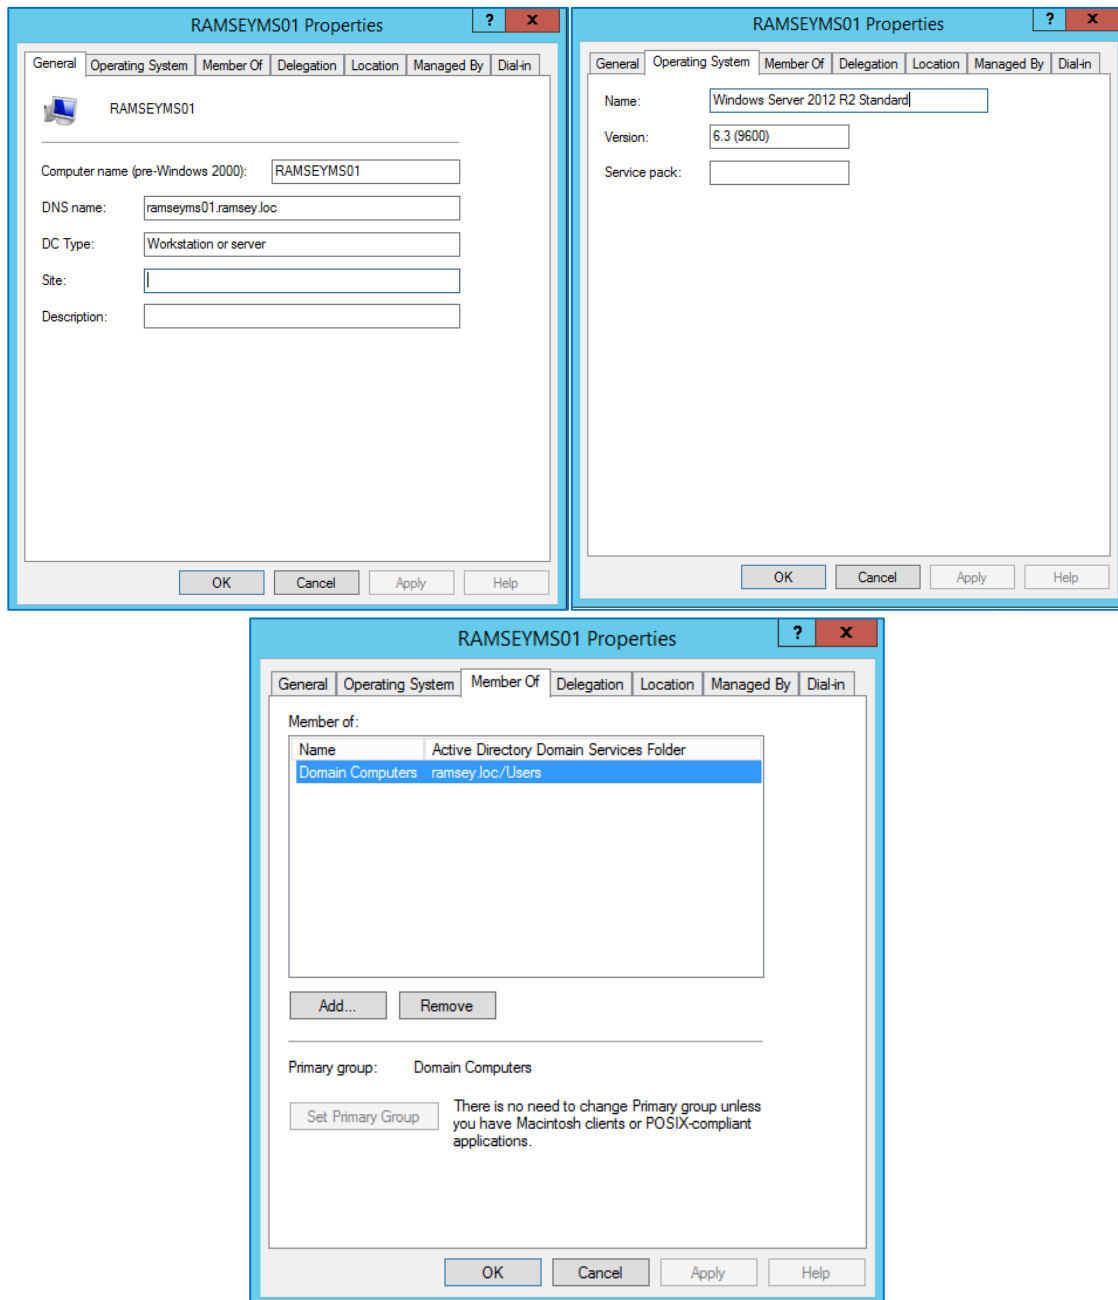 RAMSEYMS01 Properties
? x
General Operating System Member Of Delegation Location Managed By Dial-in
RAMSEYMS01
Computer name (pre-Windows 2000): RAMSEYMS01
DNS name: ramseyms01.ramsey.loc
DC Type: Workstation or server
Site:
Description:
OK Cancel Apply Help
RAMSEYMS01 Properties
? x
General Operating System Member Of Delegation Location Managed By Dial-in
Name: Windows Server 2012 R2 Standard
Version: 6.3 (9600)
Service pack:
OK Cancel Apply Help
RAMSEYMS01 Properties
? x
General Operating System Member Of Delegation Location Managed By Dial-in
Member of:
Name Active Directory Domain Services Folder
Domain Computers ramsey.loc/Users
Add... Remove
Primary group: Domain Computers
Set Primary Group
There is no need to change Primary group unless
you have Macintosh clients or POSIX-compliant
applications.
OK Cancel Apply Help